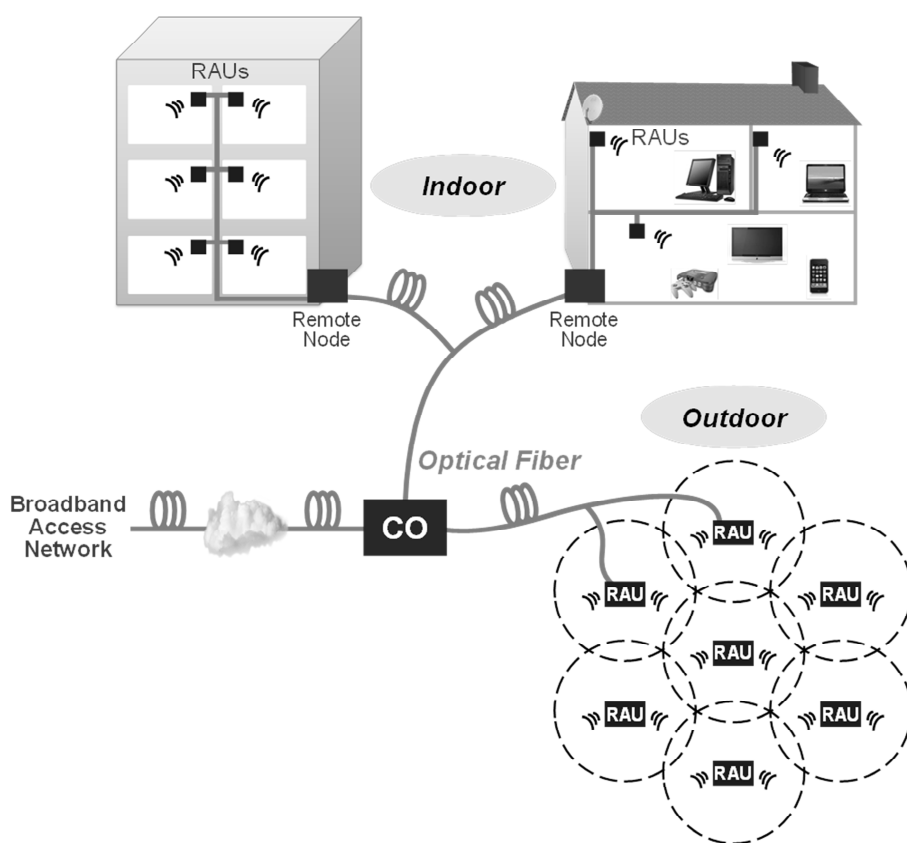 RAUs
RAUs
Indoor
Remote
Node
Remote
Node
Outdoor
Optical Fiber
Broadband
Access
Network
CO
RAU
RAU
RAU
RAU
RAU
RAU
RAU